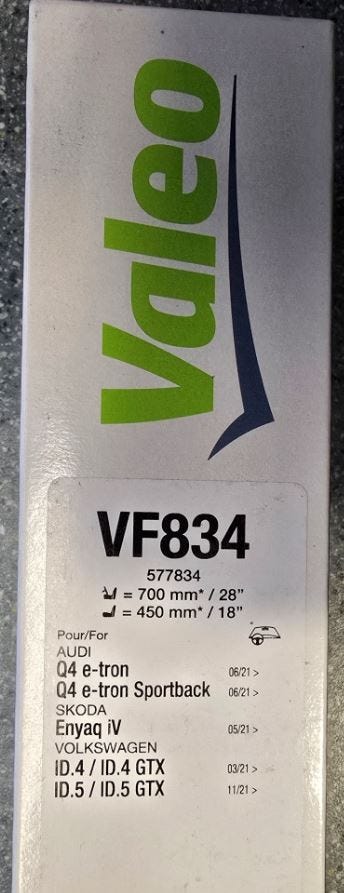 Valeo
VF834
577834
= 700 mm* / 28”
= 450 mm* / 18”
Pour/For
AUDI
Q4 e-tron 06/21 >
Q4 e-tron Sportback 06/21 >
SKODA
Enyaq iV 05/21 >
VOLKSWAGEN
ID.4 / ID.4 GTX 03/21 >
ID.5 / ID.5 GTX 11/21 >